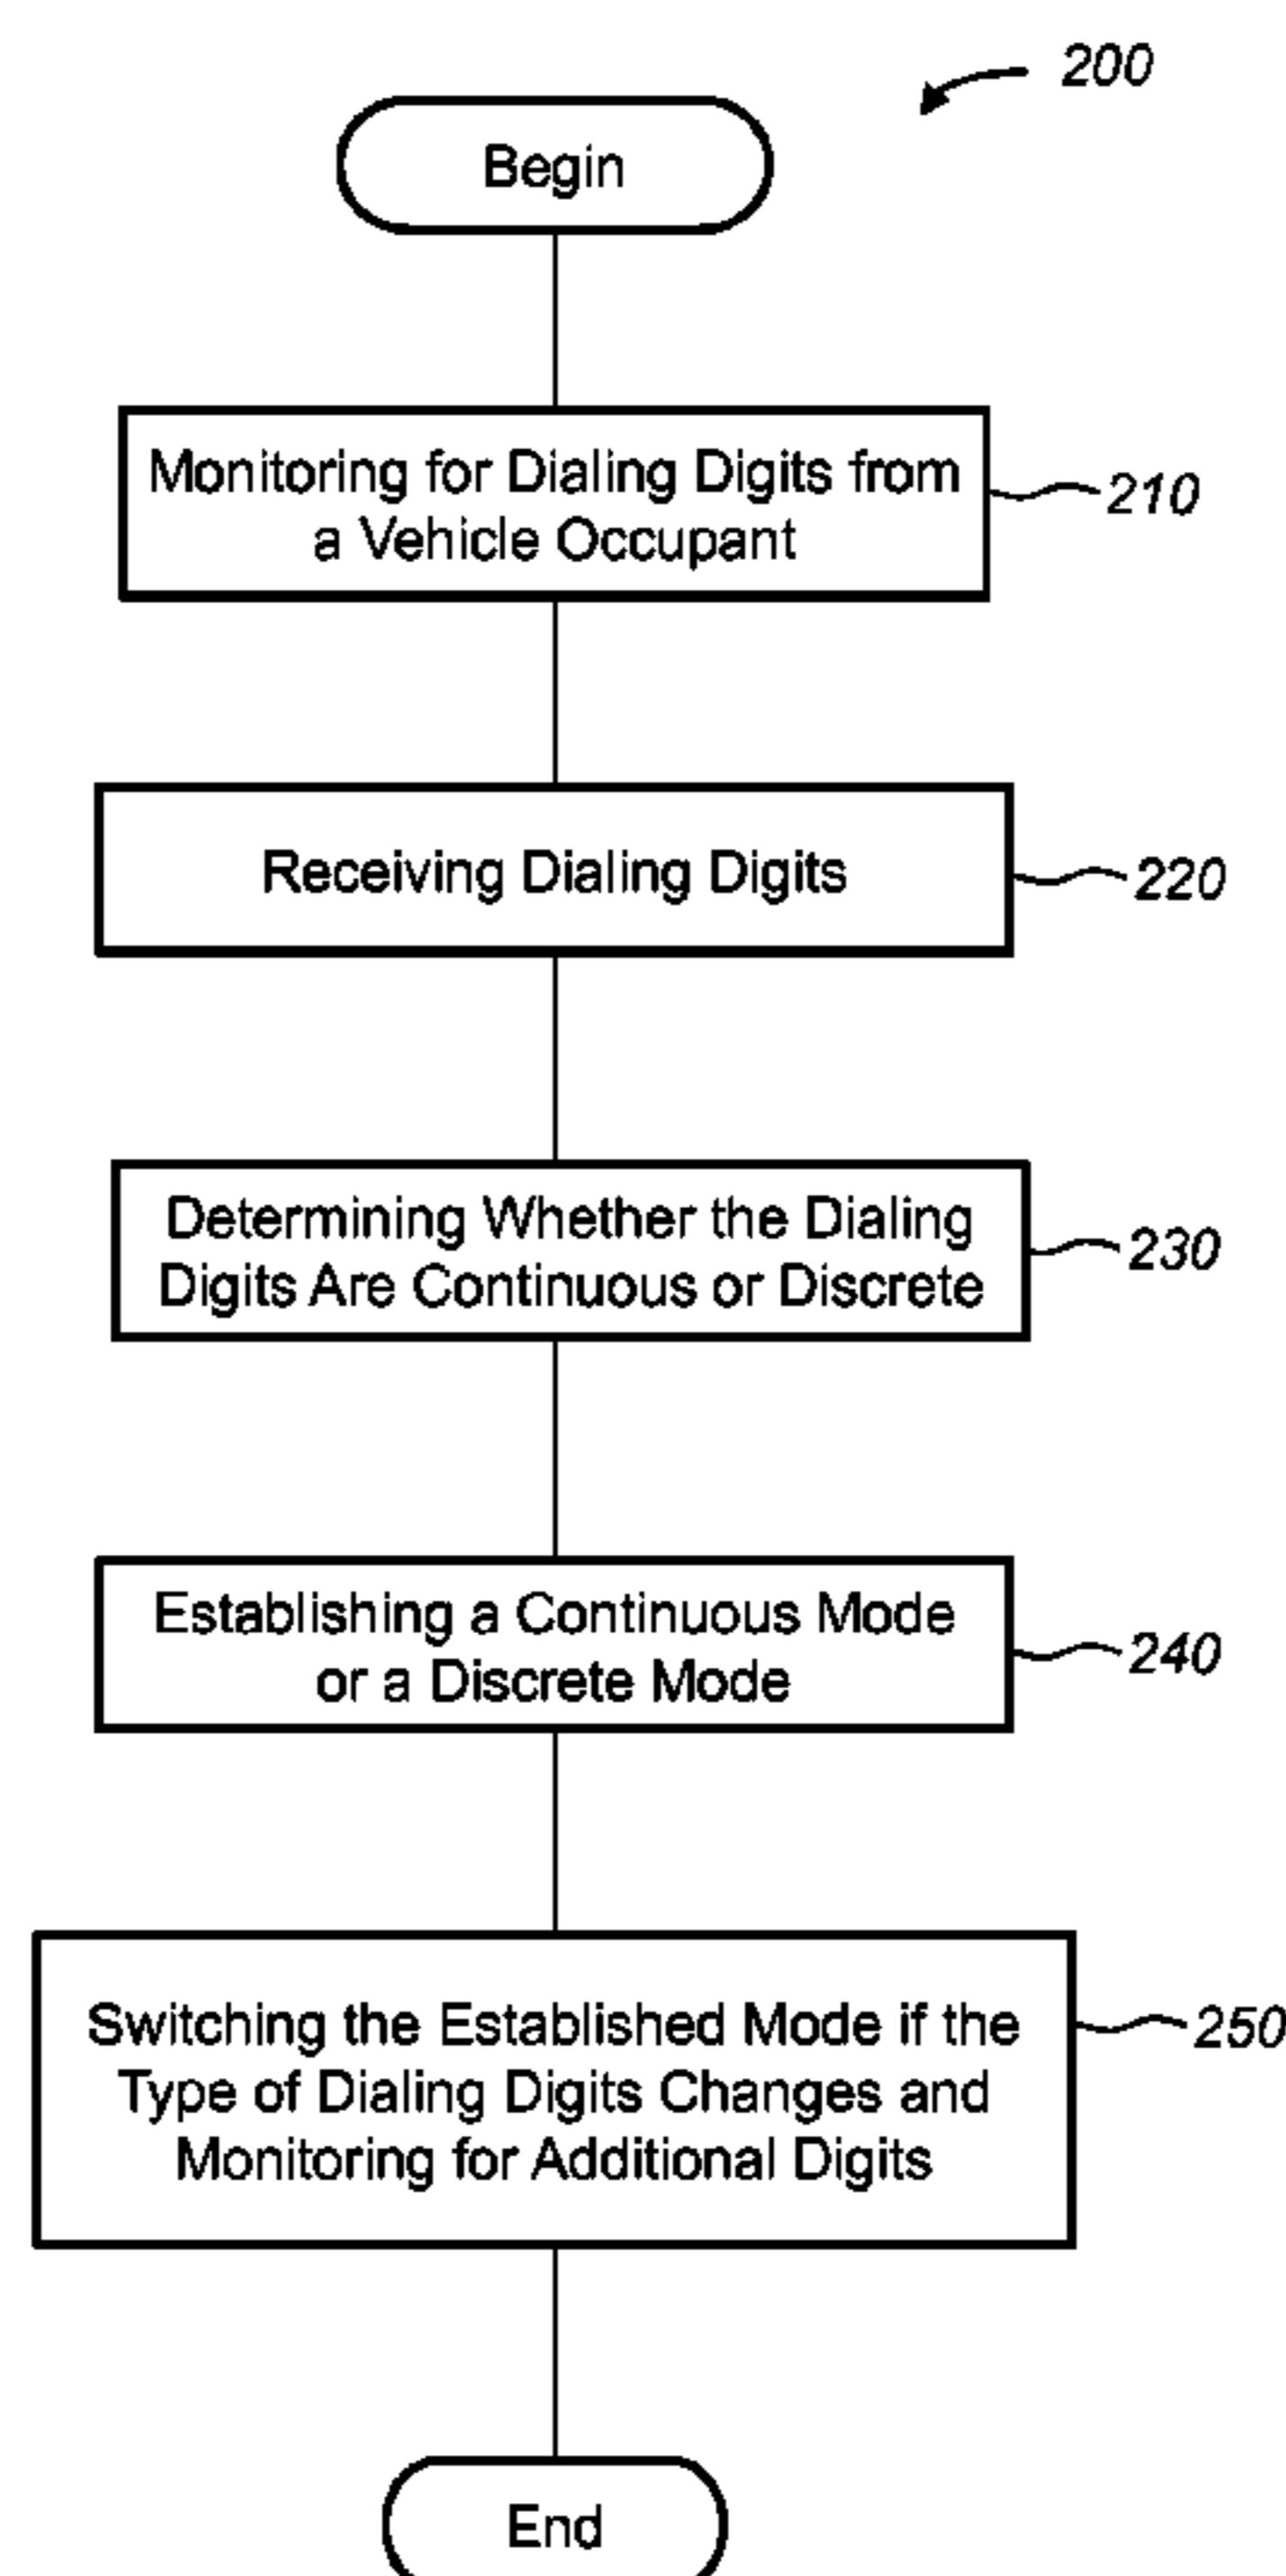 200
Begin
Monitoring for Dialing Digits from
a Vehicle Occupant
210
Receiving Dialing Digits
220
Determining Whether the Dialing
Digits Are Continuous or Discrete
230
Establishing a Continuous Mode
or a Discrete Mode
240
Switching the Established Mode if the
Type of Dialing Digits Changes and
Monitoring for Additional Digits
250
End